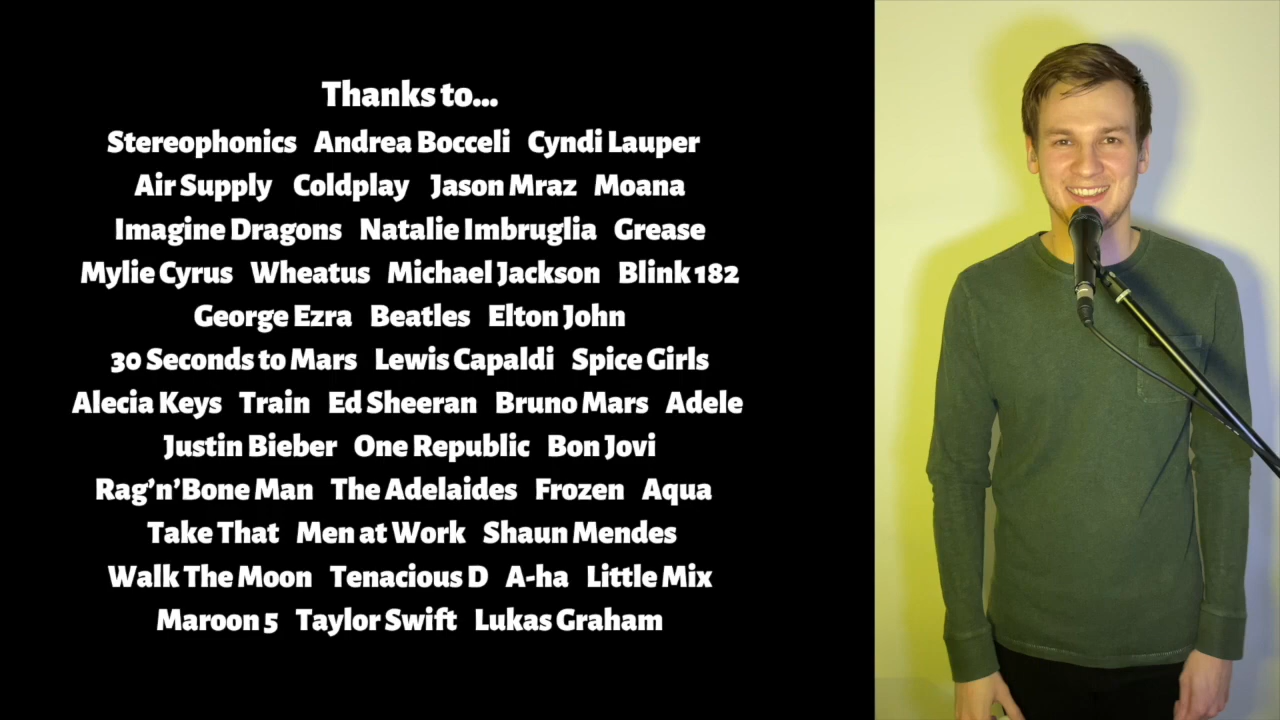 Thanks to...
Stereophonics Andrea Bocceli Cyndi Lauper
Air Supply Coldplay Jason Mraz Moana
Imagine Dragons Natalie Imbruglia Grease
Mylie Cyrus Wheatus Michael Jackson Blink 182
George Ezra Beatles Elton John
30 Seconds to Mars Lewis Capaldi Spice Girls
Alecia Keys Train Ed Sheeran Bruno Mars Adele
Justin Bieber One Republic Bon Jovi
Rag'n'Bone Man The Adelaides Frozen Aqua
Take That Men at Work Shaun Mendes
Walk The Moon Tenacious D A-ha Little Mix
Maroon 5 Taylor Swift Lukas Graham